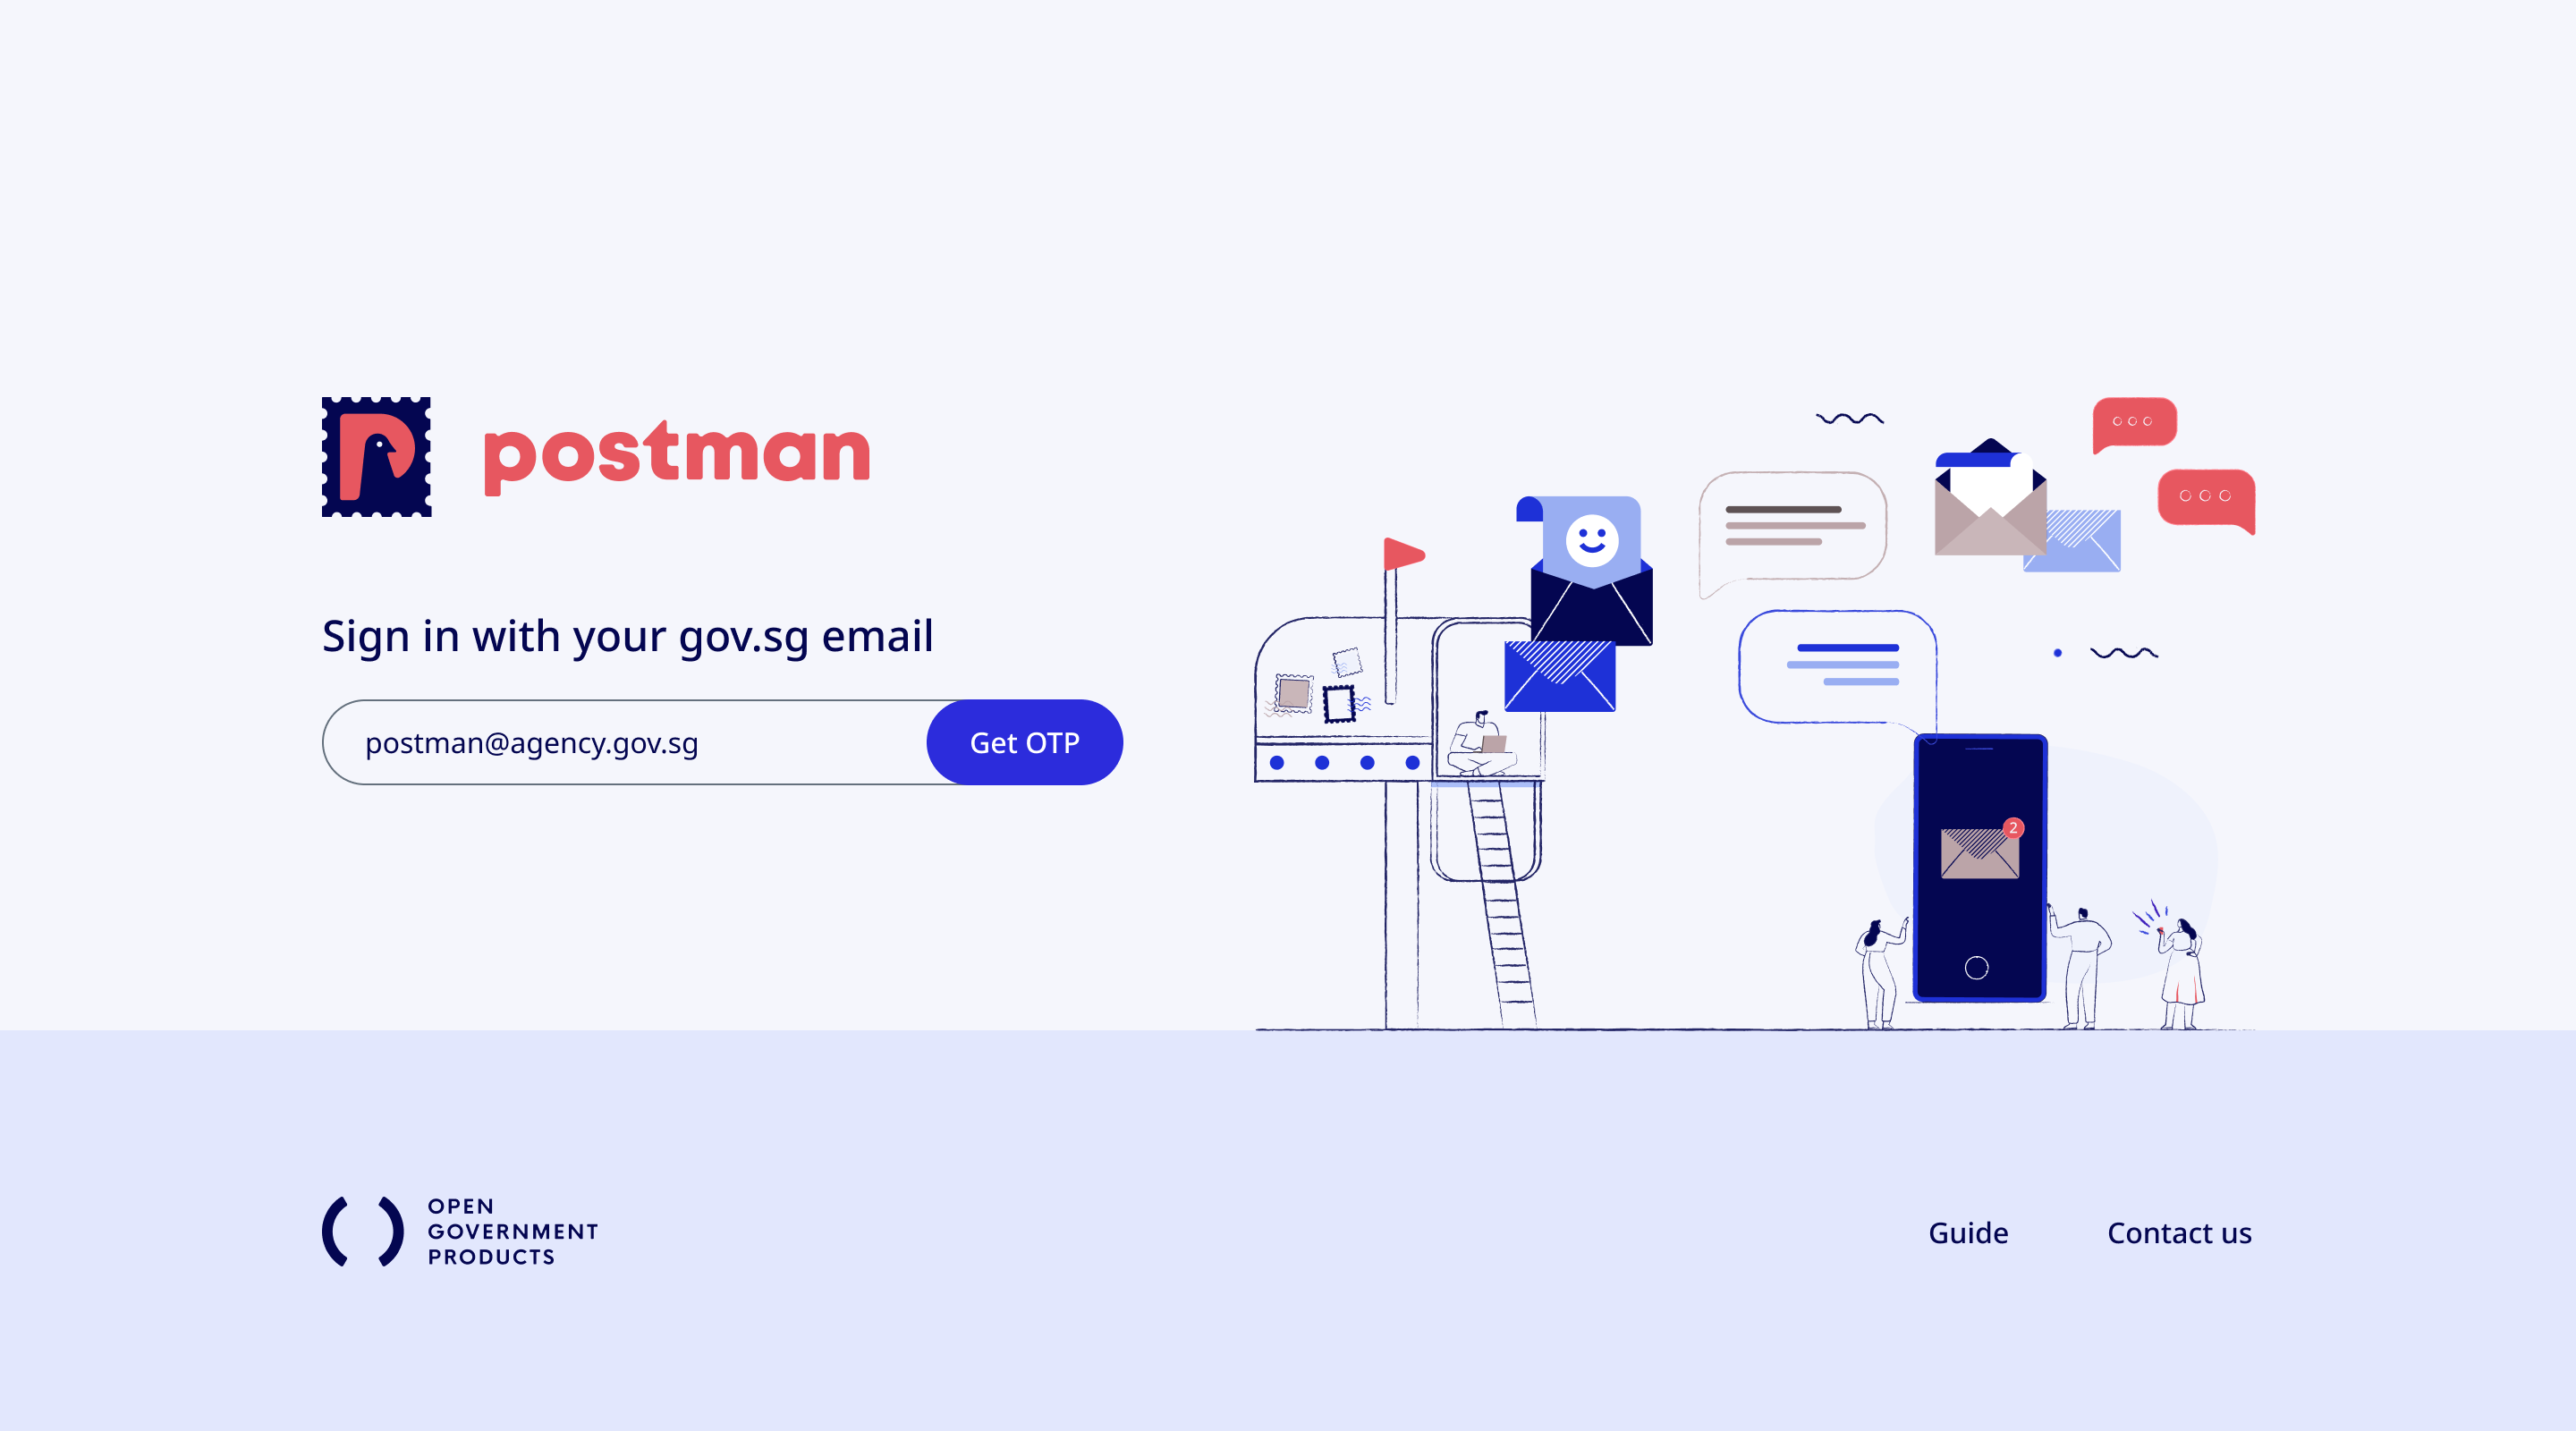 postman
Sign in with your gov.sg email
postman@agency.gov.sg
Get OTP
2
OPEN
GOVERNMENT
PRODUCTS
Guide
Contact us